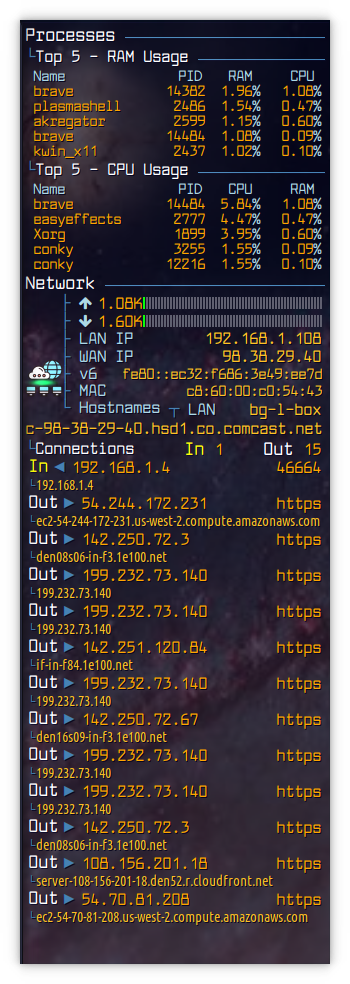 Processes
Top 5 - RAM Usage
Name PID RAM CPU
brave 14382 1.96% 1.08%
plasmashell 2486 1.54% 0.47%
akregator 2599 1.15% 0.60%
brave 14484 1.08% 0.09%
kwin_x11 2437 1.02% 0.10%
Top 5 - CPU Usage
Name PID CPU RAM
brave 14484 5.84% 1.08%
easyeffects 2777 4.47% 0.47%
Xorg 1899 3.95% 0.60%
conky 3255 1.55% 0.09%
conky 12216 1.55% 0.10%
Network
🡅 1.08K
🡇 1.60K
LAN IP 192.168.1.108
WAN IP 98.38.29.40
v6 fe80::ec32:f686:3e49:ee7d
MAC c8:60:00:c0:54:43
Hostnames LAN bg-l-box
c-98-38-29-40.hsd1.co.comcast.net
Connections In 1 Out 15
In ◀ 192.168.1.4 46664
192.168.1.4
Out ▶ 54.244.172.231 https
ec2-54-244-172-231.us-west-2.compute.amazonaws.com
Out ▶ 142.250.72.3 https
den08s06-in-f3.1e100.net
Out ▶ 199.232.73.140 https
199.232.73.140
Out ▶ 199.232.73.140 https
199.232.73.140
Out ▶ 142.251.120.84 https
if-in-f84.1e100.net
Out ▶ 199.232.73.140 https
199.232.73.140
Out ▶ 142.250.72.67 https
den16s09-in-f3.1e100.net
Out ▶ 199.232.73.140 https
199.232.73.140
Out ▶ 199.232.73.140 https
199.232.73.140
Out ▶ 142.250.72.3 https
den08s06-in-f3.1e100.net
Out ▶ 108.156.201.18 https
server-108-156-201-18.den52.r.cloudfront.net
Out ▶ 54.70.81.208 https
ec2-54-70-81-208.us-west-2.compute.amazonaws.com